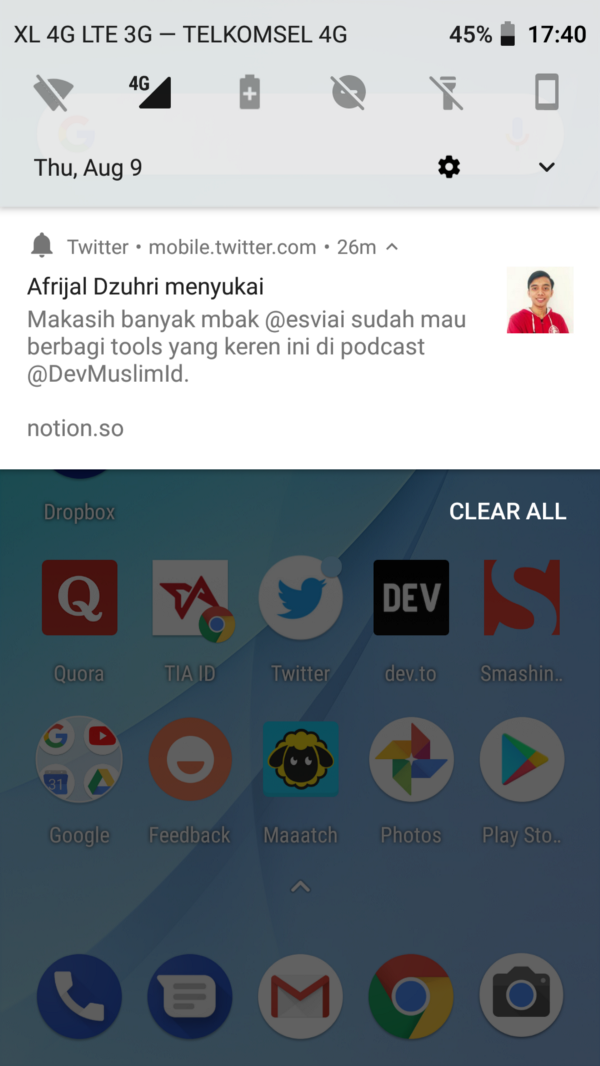 XL 4G LTE 3G — TELKOMSEL 4G 45% 17:40
4G
Thu, Aug 9
Twitter • mobile.twitter.com • 26m
Afrijal Dzuhri menyukai
Makasih banyak mbak @esviai sudah mau
berbagi tools yang keren ini di podcast
@DevMuslimId.
notion.so
Dropbox
CLEAR ALL
Q DEV S
Quora TIA ID Twitter dev.to Smashin..
31
Google Feedback Maaatch Photos Play Sto..